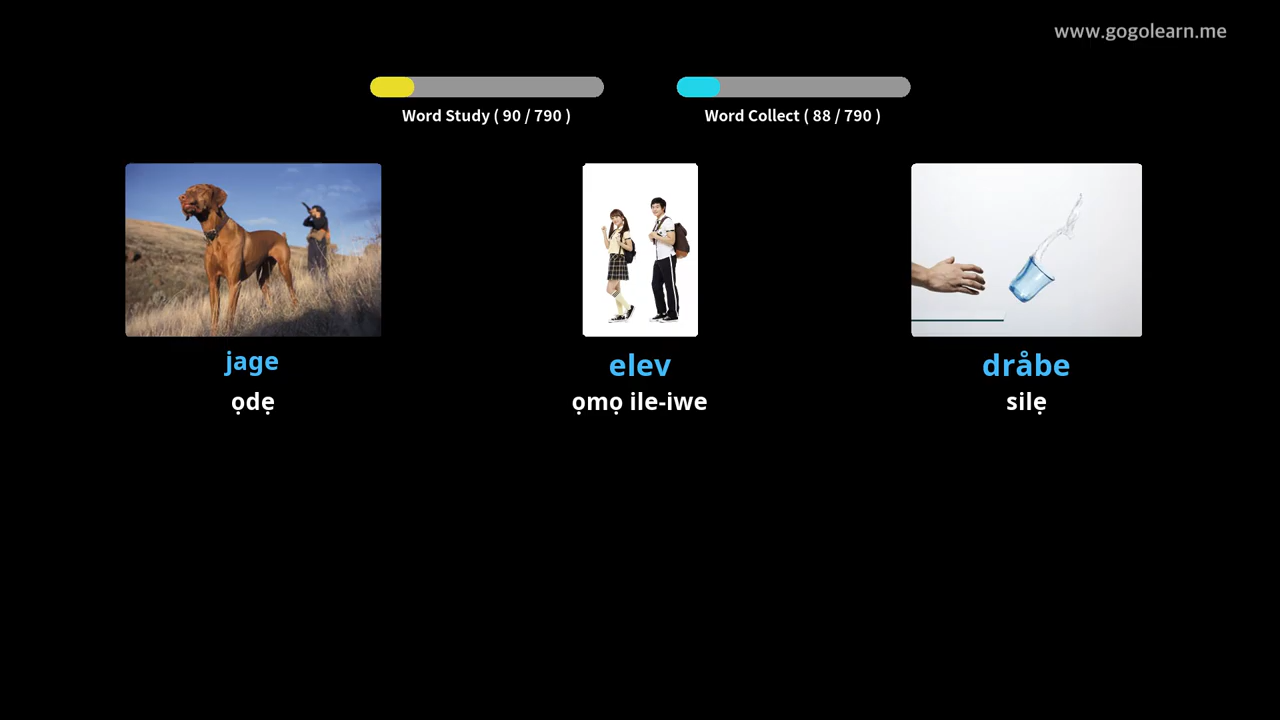 www.gogolearn.me
Word Study ( 90 / 790 )
Word Collect ( 88 / 790 )
jage
ọdẹ
elev
ọmọ ile-iwe
dråbe
silẹ